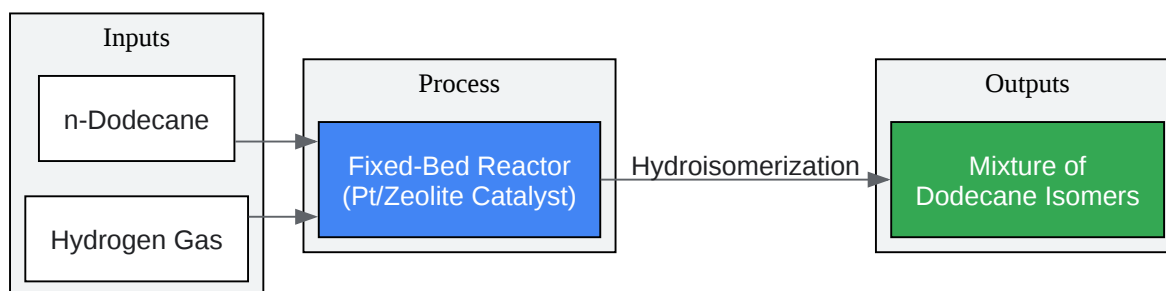 Inputs
n-Dodecane
Hydrogen Gas
Process
Fixed-Bed Reactor
(Pt/Zeolite Catalyst)
Hydroisomerization
Outputs
Mixture of
Dodecane Isomers